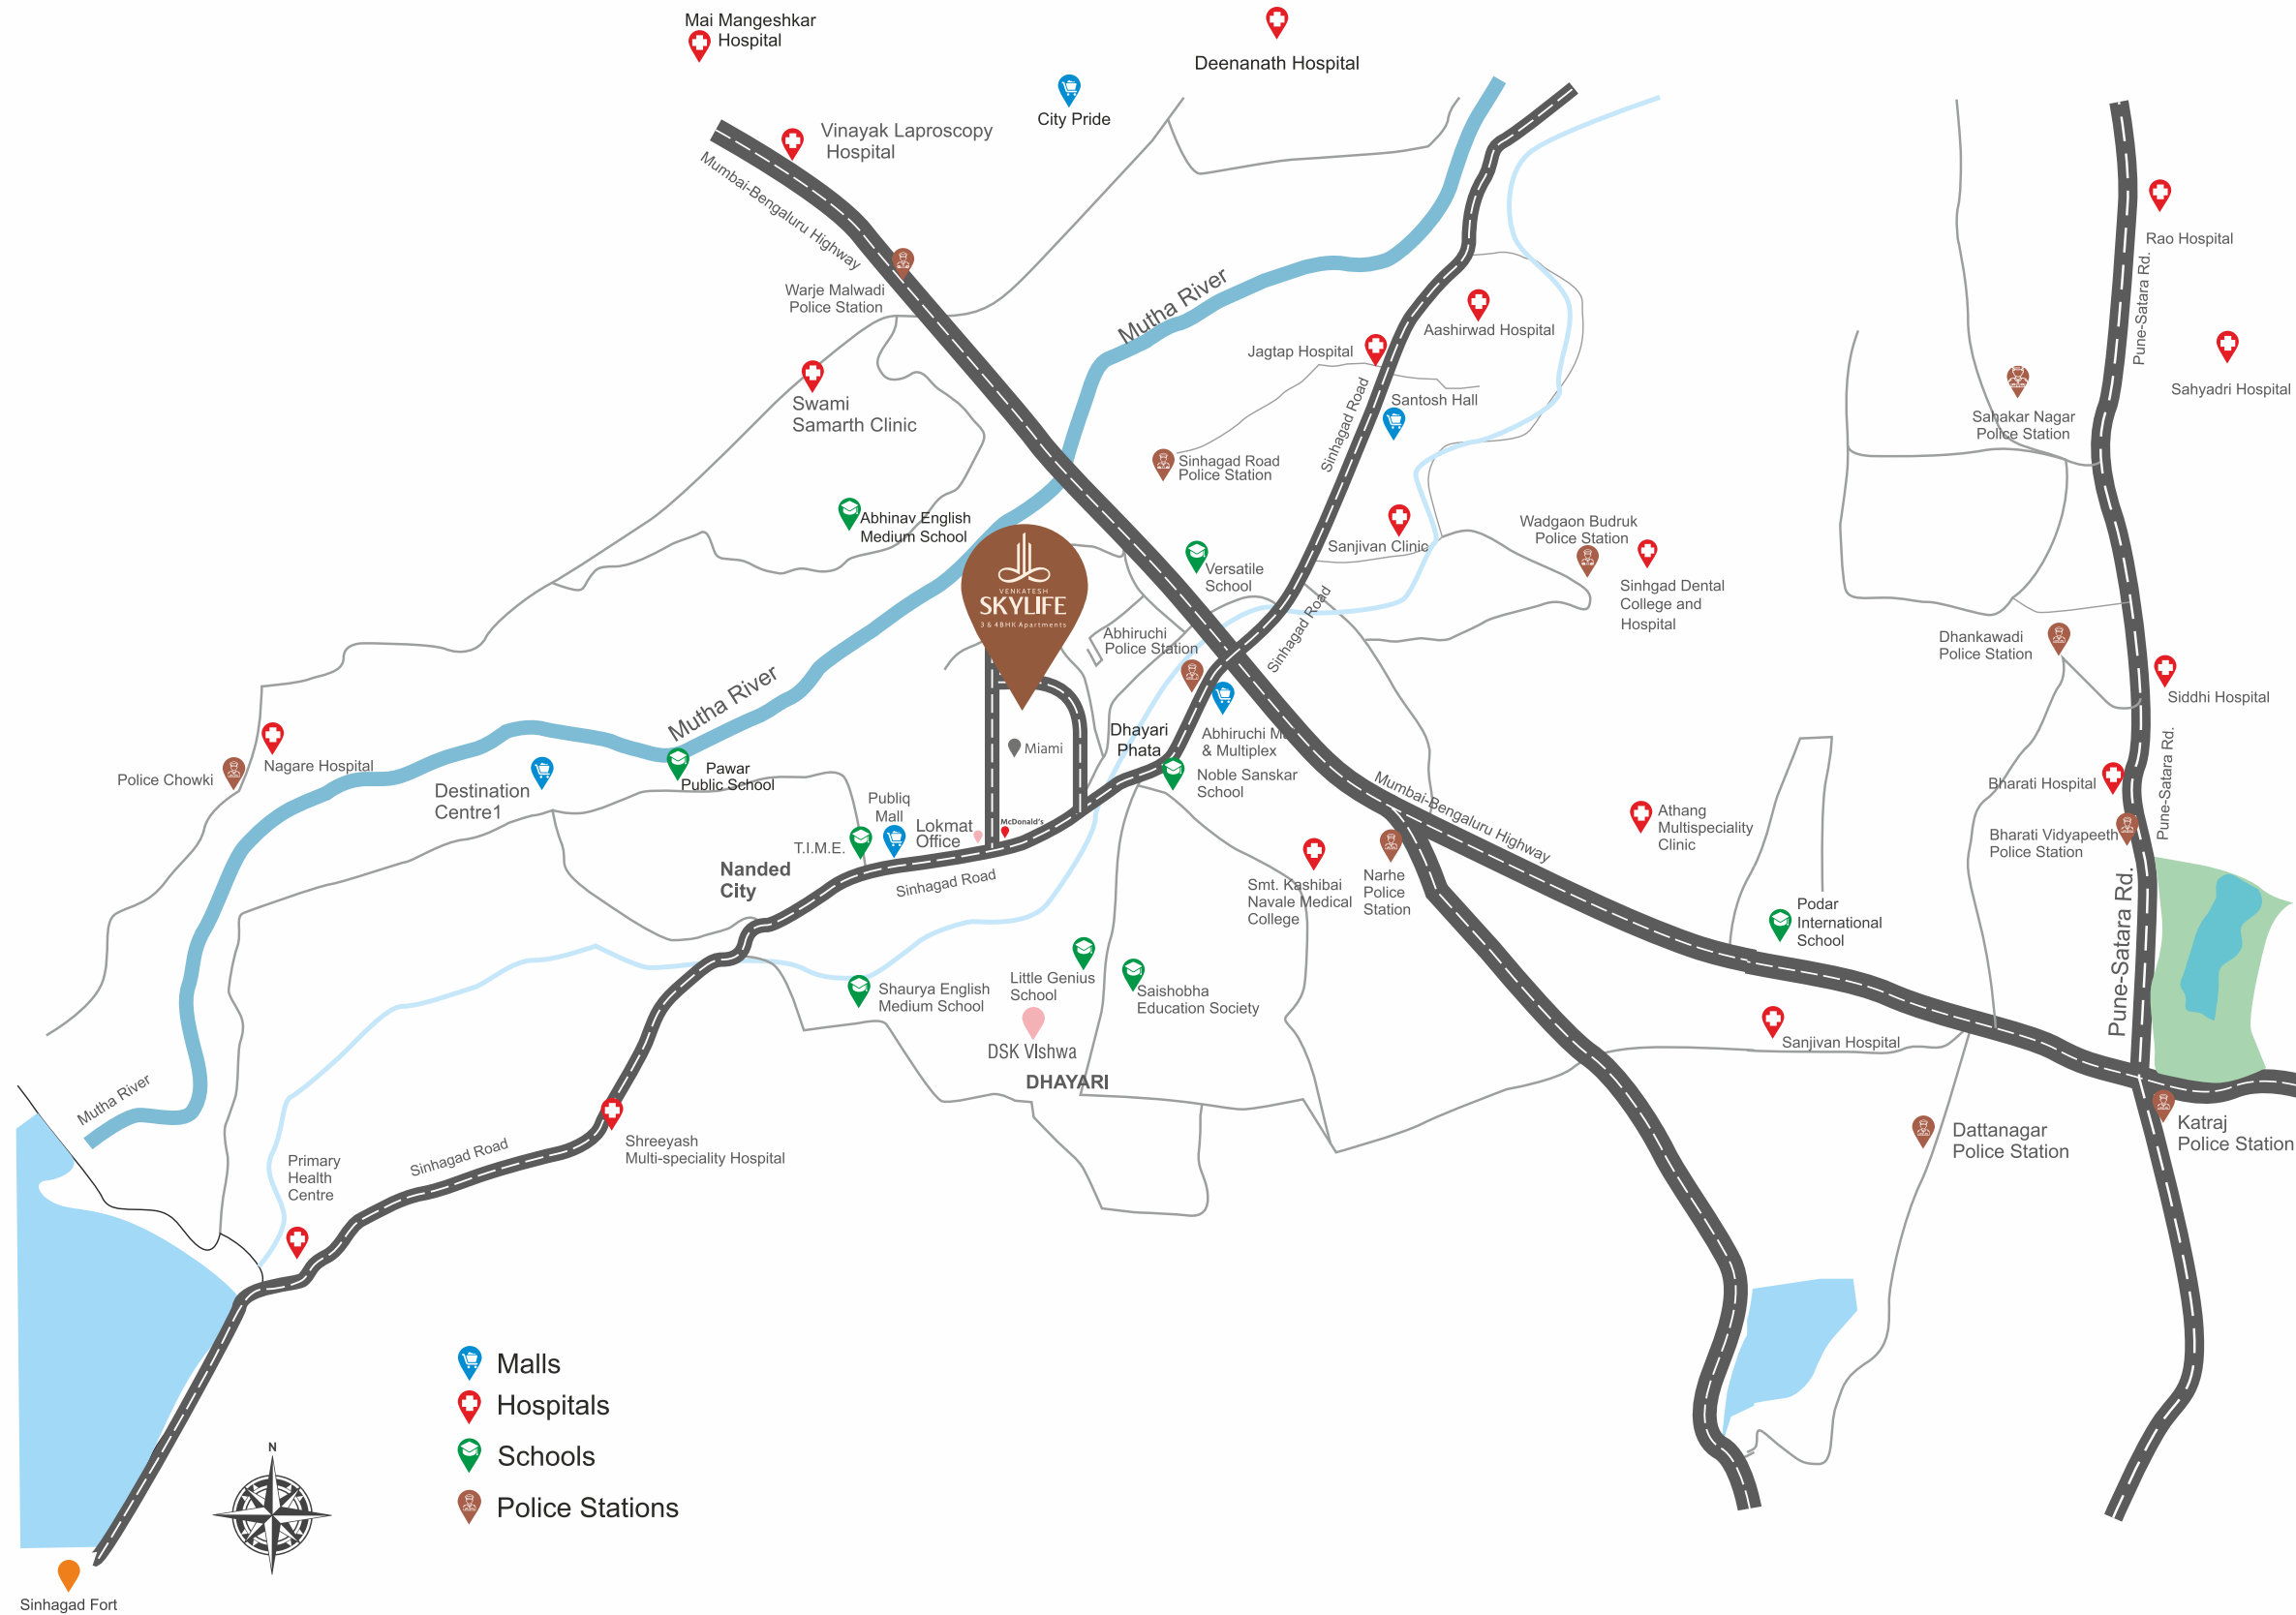 Mai Mangeshkar
Hospital
Deenanath Hospital
City Pride
Vinayak Laproscopy
Hospital
Mumbai-Bengaluru Highway
Warje Malwadi
Police Station
Mutha River
Rao Hospital
Pune-Satara Rd.
Aashirwad Hospital
Jagtap Hospital
Sahyadri Hospital
Swami
Samarth Clinic
Santosh Hall
Sinhagad Road
Sahakar Nagar
Police Station
Sinhagad Road
Police Station
Abhinav English
Medium School
Sanjivan Clinic
Wadgaon Budruk
Police Station
Versatile
School
Sinhgad Dental
College and
Hospital
VENKATESH
SKYLIFE
3 & 4BHK Apartments
Abhiruchi
Police Station
Sinhagad Road
Dhankawadi
Police Station
Siddhi Hospital
Mutha River
Dhayari
Phata
Abhiruchi M
& Multiplex
Miami
Pune-Satara Rd.
Police Chowki
Nagare Hospital
Destination
Centre1
Pawar
Public School
Noble Sanskar
School
Mumbai-Bengaluru Highway
Bharati Hospital
Publiq
Mall
Lokmat
Office
McDonald's
T.I.M.E.
Athang
Multispeciality
Clinic
Bharati Vidyapeeth
Police Station
Nanded
City
Sinhagad Road
Smt. Kashibai
Navale Medical
College
Narhe
Police
Station
Podar
International
School
Pune-Satara Rd.
Shaurya English
Medium School
Little Genius
School
Saishobha
Education Society
DSK VIshwa
DHAYARI
Sanjivan Hospital
Mutha River
Shreeyash
Multi-speciality Hospital
Sinhagad Road
Primary
Health
Centre
Dattanagar
Police Station
Katraj
Police Station
Malls
Hospitals
Schools
Police Stations
N
Sinhagad Fort